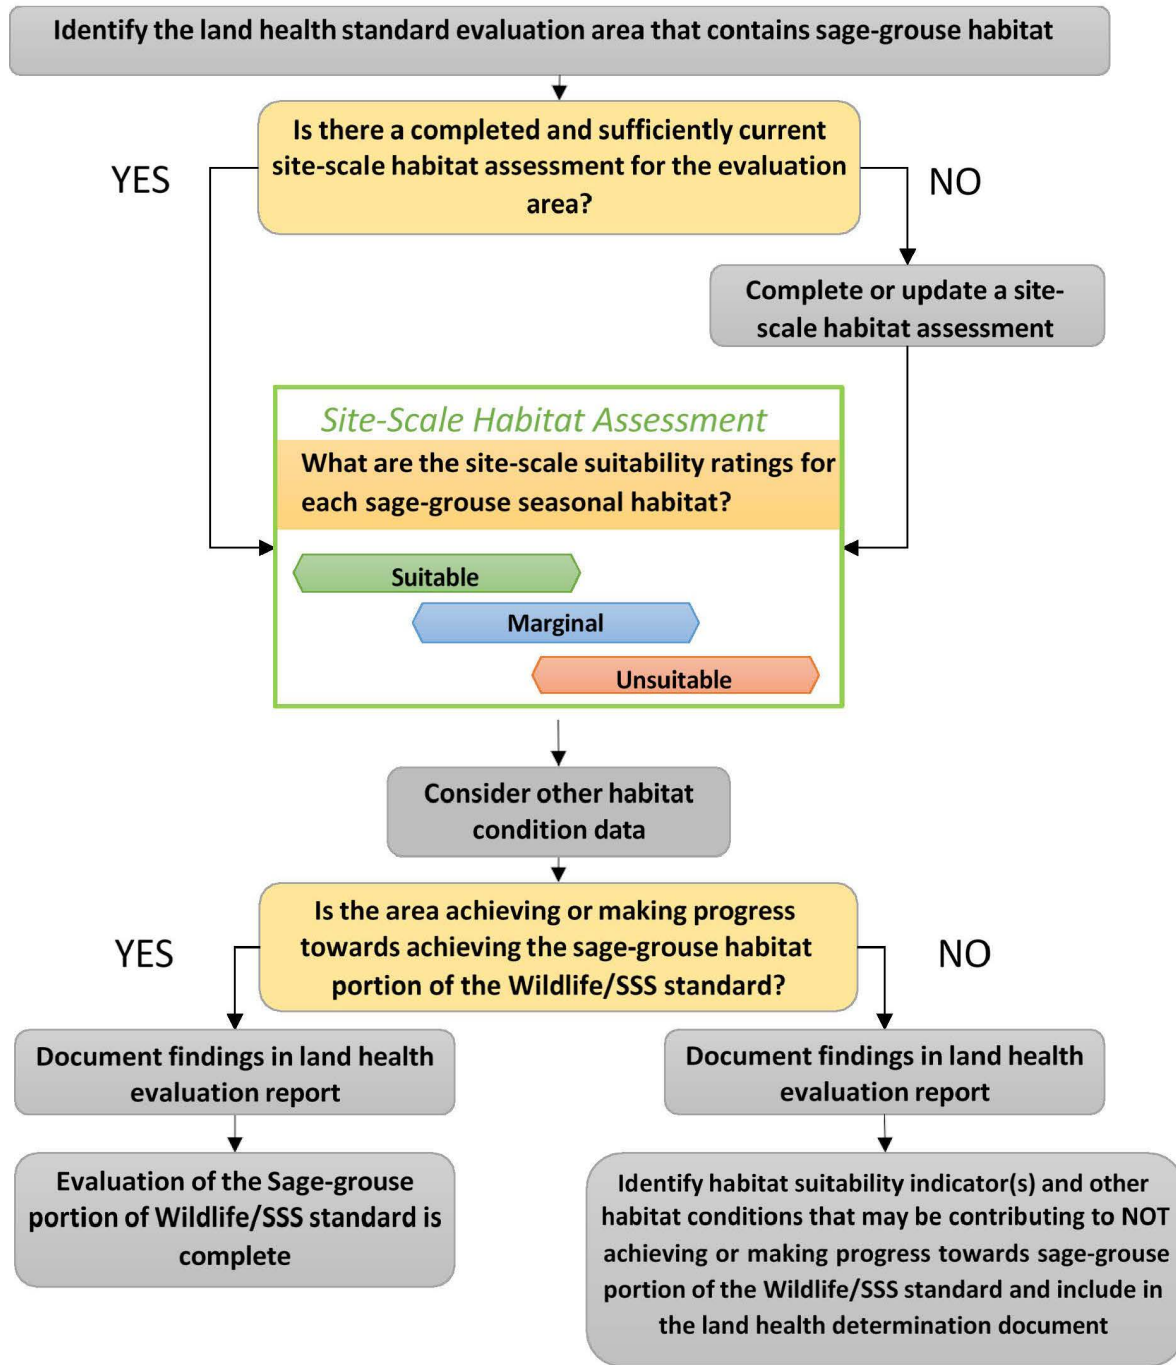 Identify the land health standard evaluation area that contains sage-grouse habitat
Is there a completed and sufficiently current
site-scale habitat assessment for the evaluation
area?
YES
NO
Complete or update a site-
scale habitat assessment
Site-Scale Habitat Assessment
What are the site-scale suitability ratings for
each sage-grouse seasonal habitat?
Suitable
Marginal
Unsuitable
Consider other habitat
condition data
Is the area achieving or making progress
towards achieving the sage-grouse habitat
portion of the Wildlife/SSS standard?
YES
NO
Document findings in land health
evaluation report
Document findings in land health
evaluation report
Evaluation of the Sage-grouse
portion of Wildlife/SSS standard is
complete
Identify habitat suitability indicator(s) and other
habitat conditions that may be contributing to NOT
achieving or making progress towards sage-grouse
portion of the Wildlife/SSS standard and include in
the land health determination document